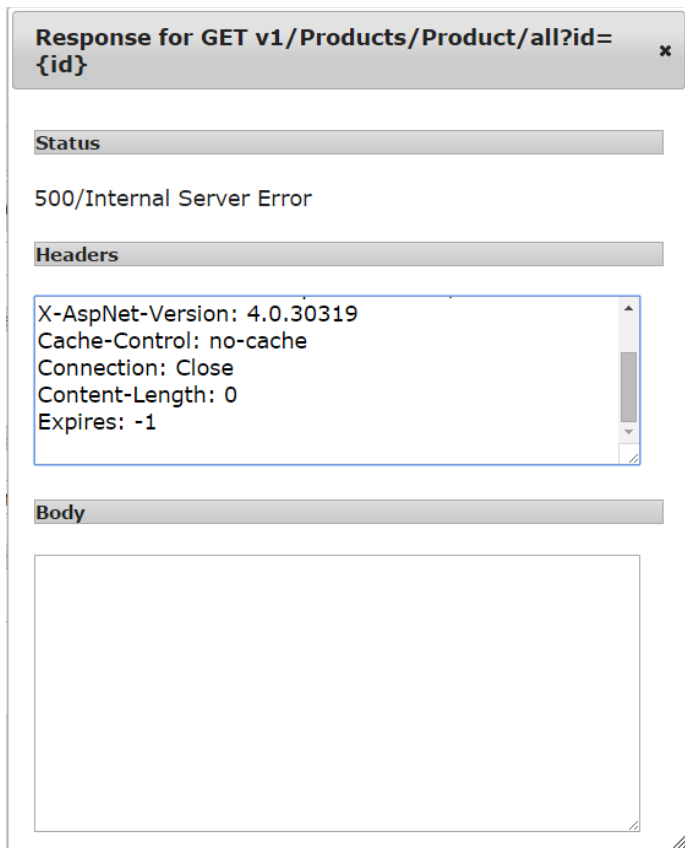 Response for GET v1/Products/Product/all?id=
{id}
Status
500/Internal Server Error
Headers
X-AspNet-Version: 4.0.30319
Cache-Control: no-cache
Connection: Close
Content-Length: 0
Expires: -1
Body